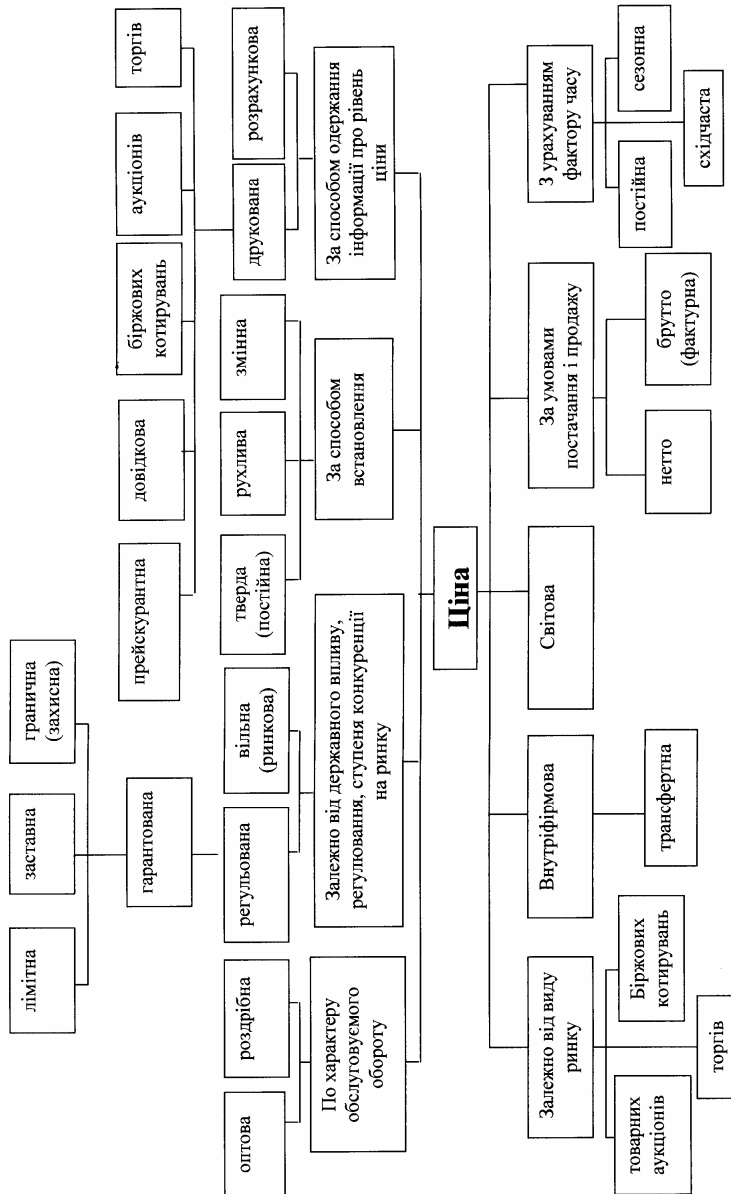 лімітна
заставна
гранична
(захисна)
гарантована
прейскурантна
довідкова
біржових
котирувань
аукціонів
торгів
оптова
роздрібна
регульована
вільна
(ринкова)
тверда
(постійна)
рухлива
змінна
друкована
розрахункова
По характеру
обслуговуємого
обороту
Залежно від державного впливу,
регулювання, ступеня конкуренції
на ринку
За способом
встановлення
За способом одержання
інформації про рівень
ціни
Ціна
Залежно від виду
ринку
Внутріфірмова
Світова
За умовами
постачання і продажу
З урахуванням
фактору часу
товарних
аукціонів
торгів
Біржових
котирувань
трансфертна
нетто
брутто
(фактурна)
постійна
східчаста
сезонна